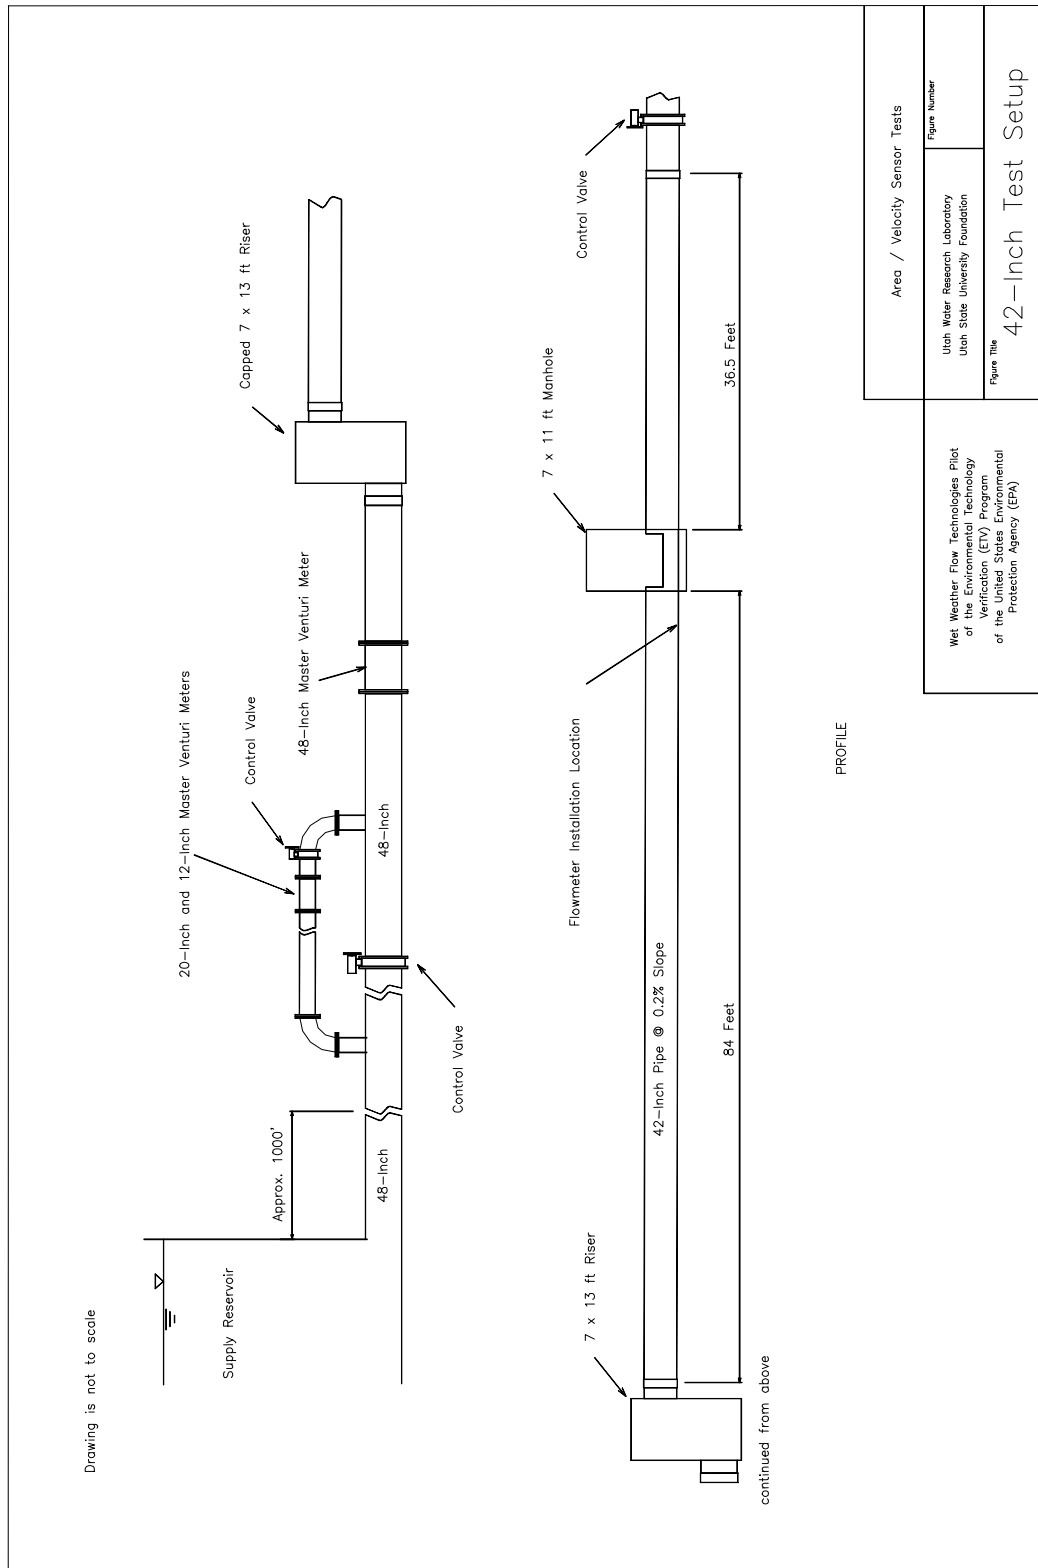 Drawing is not to scale
Supply Reservoir
Approx. 1000'
48-Inch
Control Valve
20-Inch and 12-Inch Master Venturi Meters
Control Valve
48-Inch
48-Inch Master Venturi Meter
Capped 7 x 13 ft Riser
7 x 13 ft Riser
continued from above
42-Inch Pipe @ 0.2% Slope
84 Feet
Flowmeter Installation Location
7 x 11 ft Manhole
36.5 Feet
Control Valve
PROFILE
Wet Weather Flow Technologies Pilot
of the Environmental Technology
Verification (ETV) Program
of the United States Environmental
Protection Agency (EPA)
Area / Velocity Sensor Tests
Utah Water Research Laboratory
Utah State University Foundation
Figure Number
Figure Title
42-Inch Test Setup